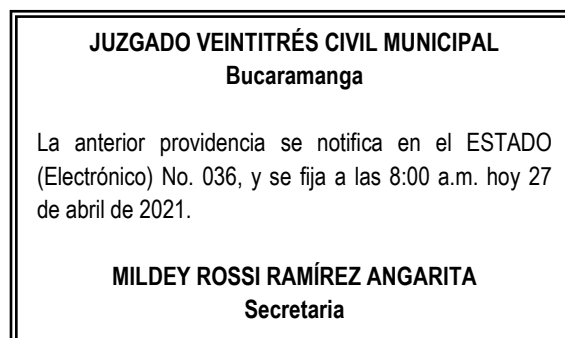 JUZGADO VEINTITRÉS CIVIL MUNICIPAL
Bucaramanga
La anterior providencia se notifica en el ESTADO
(Electrónico) No. 036, y se fija a las 8:00 a.m. hoy 27
de abril de 2021.
MILDEY ROSSI RAMÍREZ ANGARITA
Secretaria